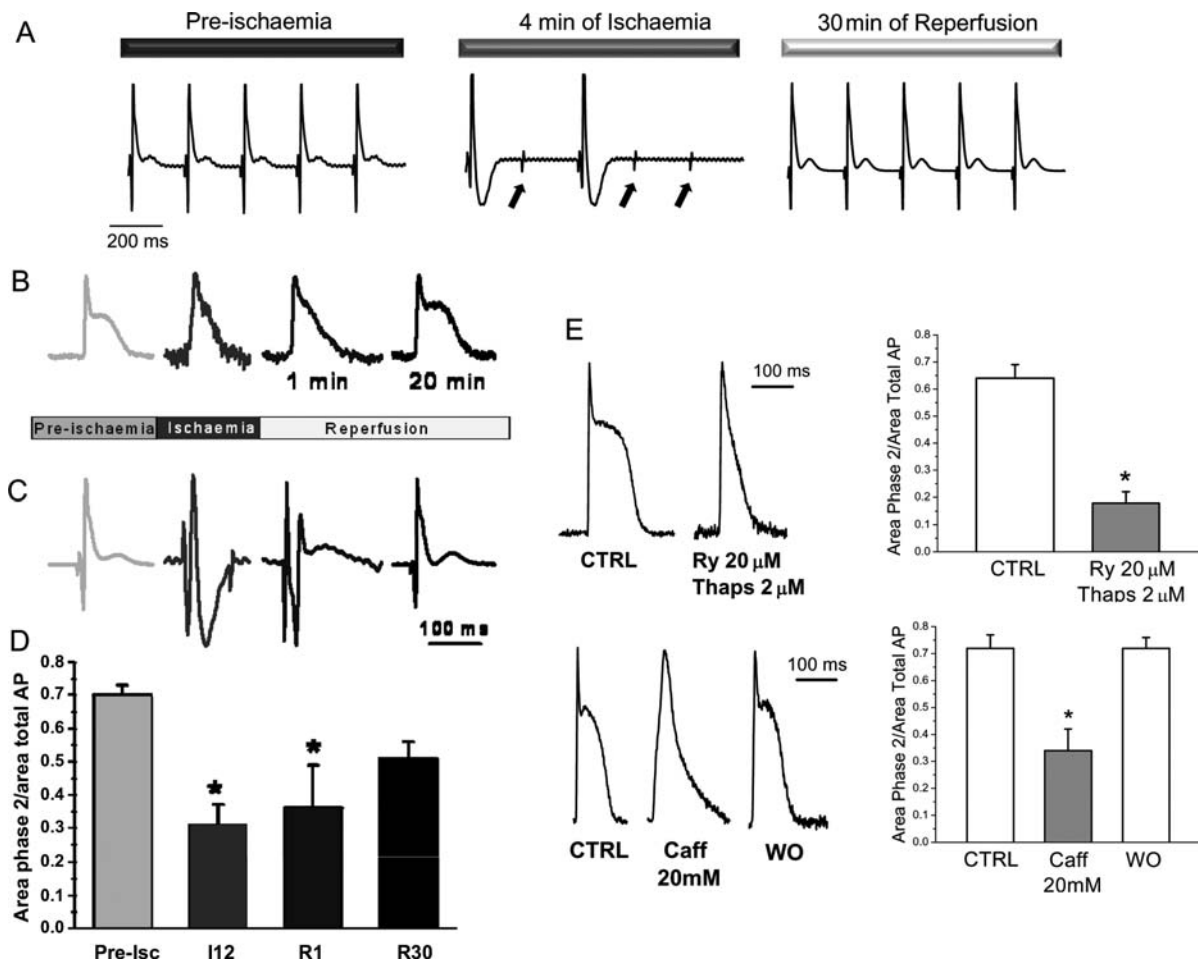 A
Pre-ischaemia
4 min of Ischaemia
30 min of Reperfusion
200 ms
B
1 min
20 min
Pre-ischaemia
Ischaemia
Reperfusion
C
100 ms
D
Area phase 2/area total AP
0.8
0.7
0.6
0.5
0.4
0.3
0.2
0.1
0.0
Pre-Isc
I12
R1
R30
*
*
E
100 ms
CTRL
Ry 20 μM
Thaps 2 μM
Area Phase 2/Area Total AP
0.8
0.7
0.6
0.5
0.4
0.3
0.2
0.1
0.0
*
CTRL
Ry 20 μM
Thaps 2 μM
100 ms
CTRL
Caff
20mM
WO
Area Phase 2/Area Total AP
0.8
0.7
0.6
0.5
0.4
0.3
0.2
0.1
0.0
*
CTRL
Caff
20mM
WO